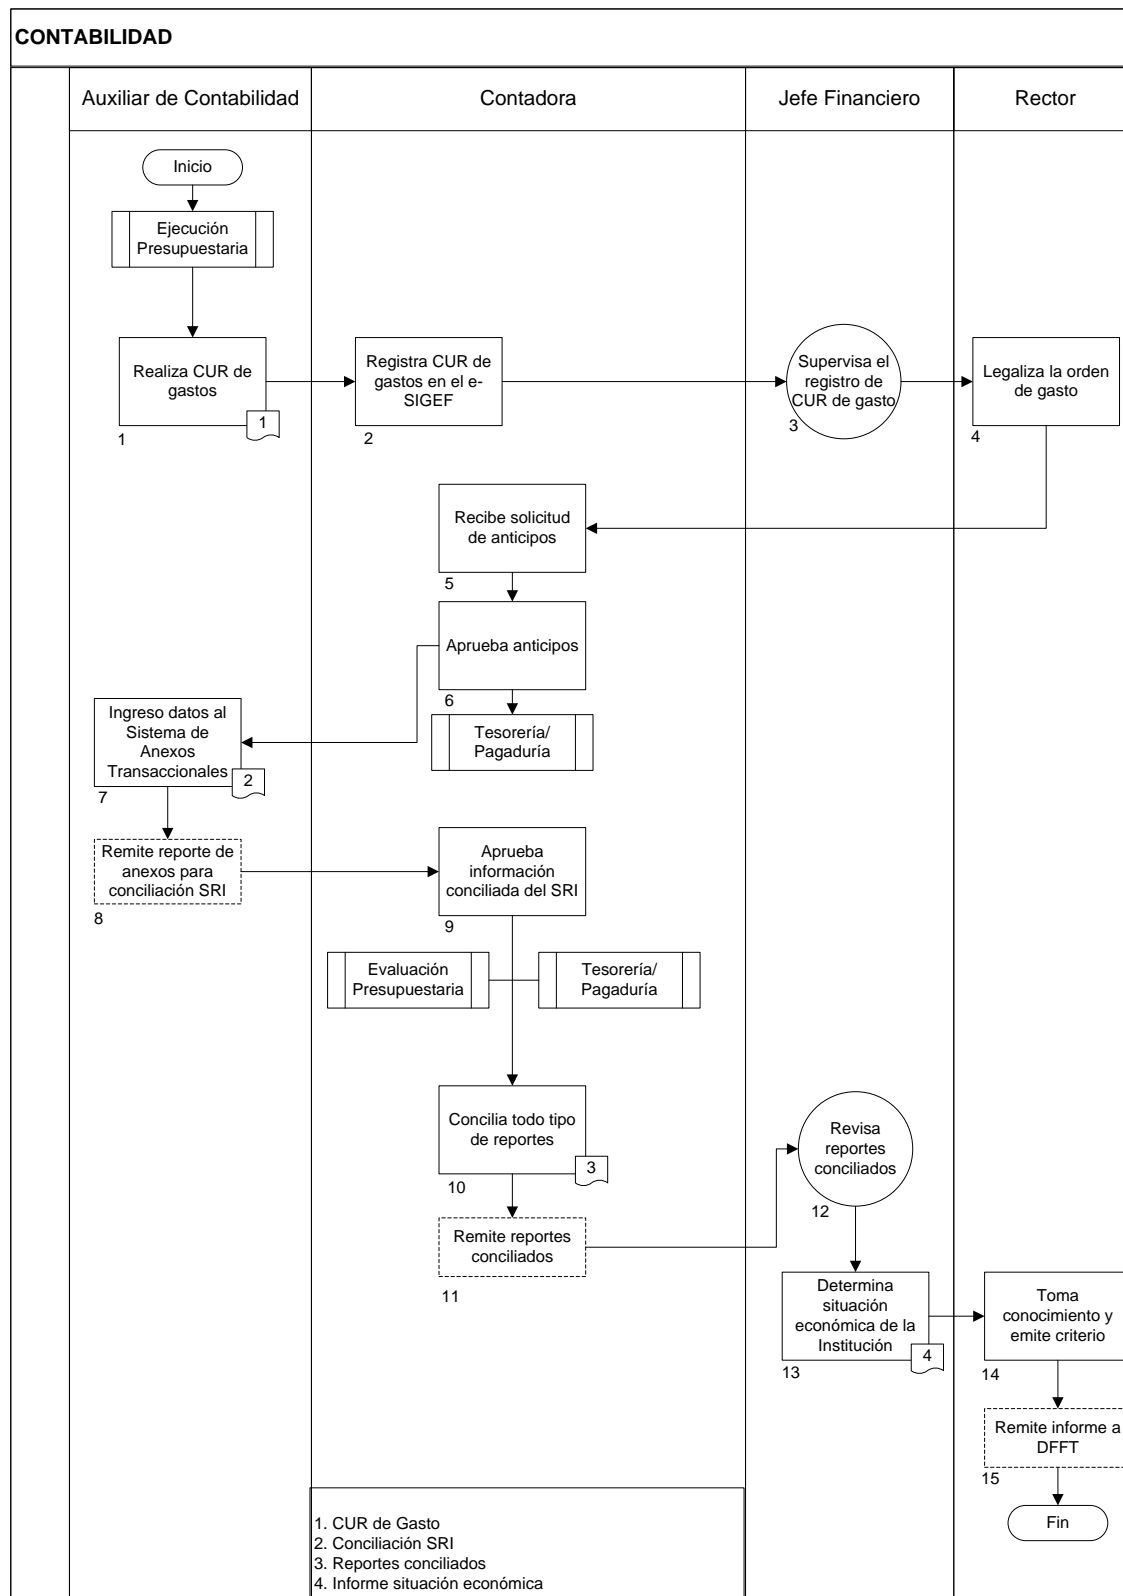 CONTABILIDAD
Auxiliar de Contabilidad
Contadora
Jefe Financiero
Rector
Inicio
Ejecución
Presupuestaria
Realiza CUR de
gastos
1
1
Registra CUR de
gastos en el e-
SIGEF
2
Supervisa el
registro de
CUR de gasto
3
Legaliza la orden
de gasto
4
Recibe solicitud
de anticipos
5
Aprueba anticipos
6
Tesorería/
Pagaduría
Ingreso datos al
Sistema de
Anexos
Transaccionales
2
7
Remite reporte de
anexos para
conciliación SRI
8
Aprueba
información
conciliada del SRI
9
Evaluación
Presupuestaria
Tesorería/
Pagaduría
Concilia todo tipo
de reportes
3
10
Remite reportes
conciliados
11
Revisa
reportes
conciliados
12
Determina
situación
económica de la
Institución
4
13
Toma
conocimiento y
emite criterio
14
Remite informe a
DFFT
15
Fin
1. CUR de Gasto
2. Conciliación SRI
3. Reportes conciliados
4. Informe situación económica